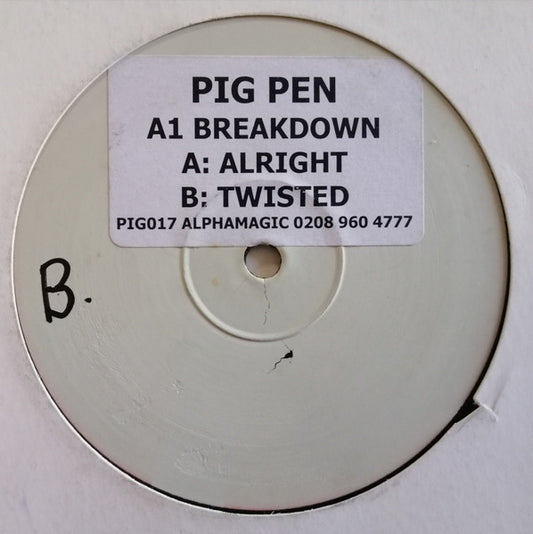 PIG PEN
A1 BREAKDOWN
A: ALRIGHT
B: TWISTED
PIG017 ALPHAMAGIC 0208 960 4777
B.